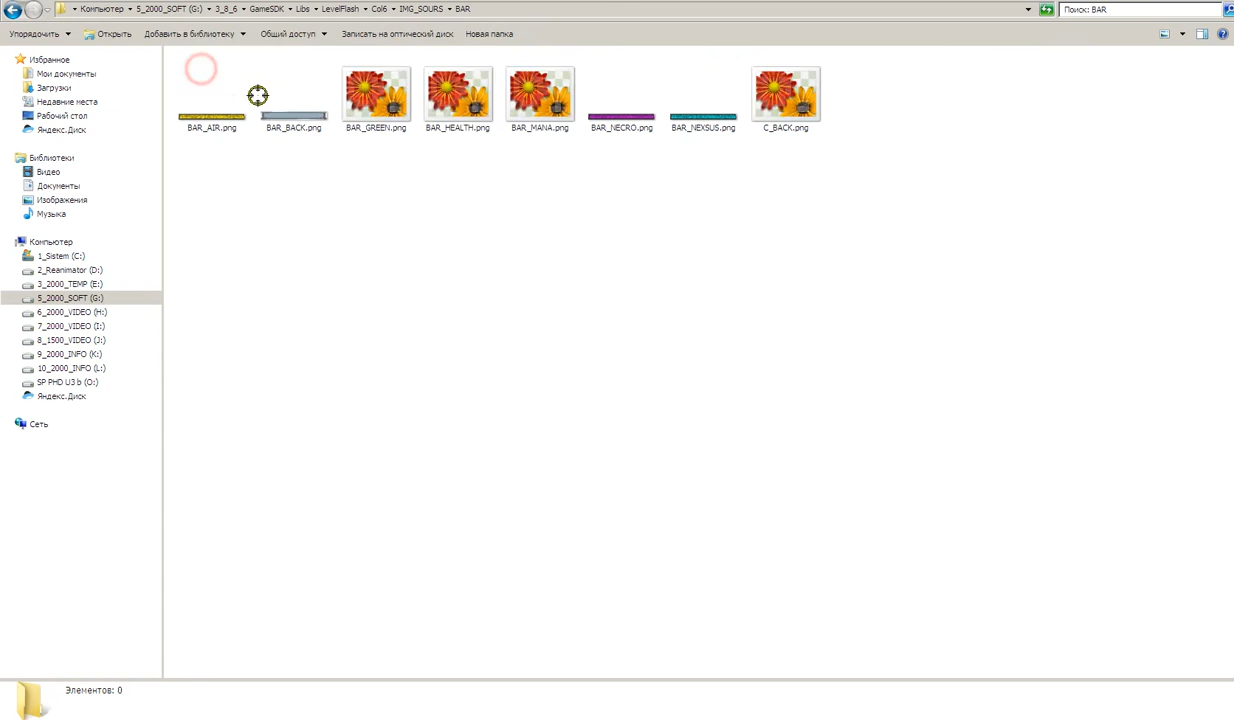 Компьютер 5_2000_SOFT (G:) 3_8_6 GameSDK Libs LevelFlash Col6 IMG_SOURS BAR
Поиск: BAR
Упорядочить Открыть Добавить в библиотеку Общий доступ Записать на оптический диск Новая папка
Избранное
Мои документы
Загрузки
Недавние места
Рабочий стол
Яндекс.Диск
Библиотеки
Видео
Документы
Изображения
Музыка
Компьютер
1_Sistem (C:)
2_Reanimator (D:)
3_2000_TEMP (E:)
5_2000_SOFT (G:)
6_2000_VIDEO (H:)
7_2000_VIDEO (I:)
8_1500_VIDEO (J:)
9_2000_INFO (K:)
10_2000_INFO (L:)
SP PHD U3 b (O:)
Яндекс.Диск
Сеть
BAR_AIR.png BAR_BACK.png BAR_GREEN.png BAR_HEALTH.png BAR_MANA.png BAR_NECRO.png BAR_NEXSUS.png C_BACK.png
Элементов: 0